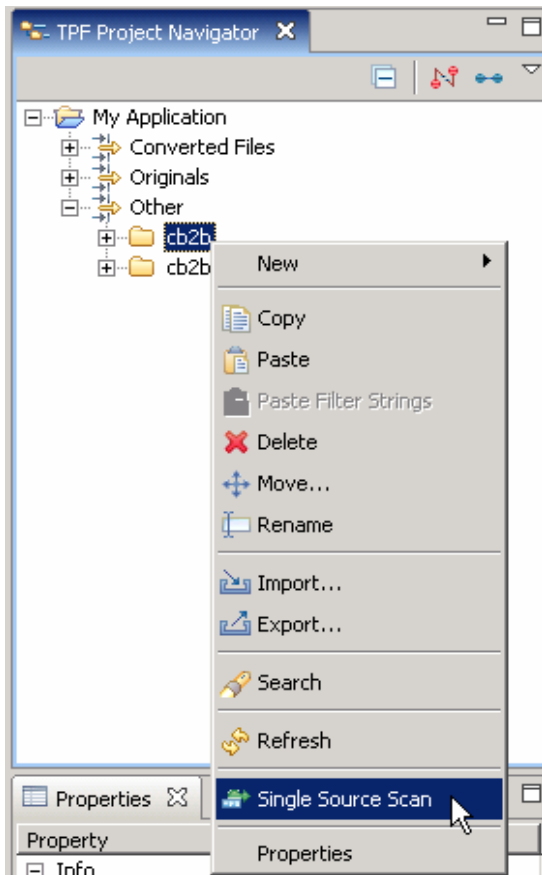 TPF Project Navigator
My Application
Converted Files
Originals
Other
cb2b
cb2b
New
Copy
Paste
Paste Filter Strings
Delete
Move...
Rename
Import...
Export...
Search
Refresh
Single Source Scan
Properties
Properties
Property
Info